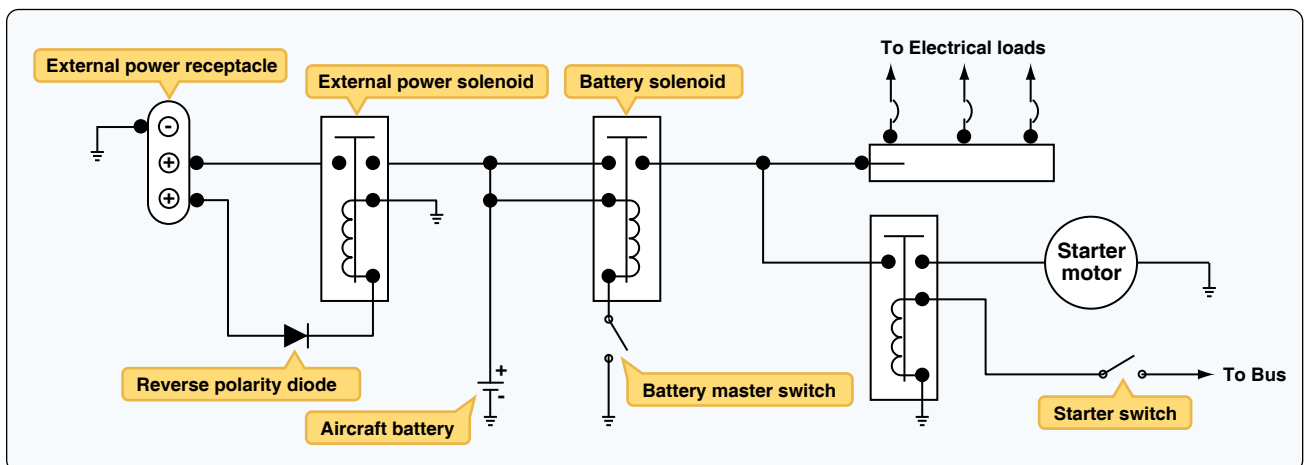 To Electrical loads
External power receptacle
External power solenoid
Battery solenoid
-
+
+
Starter
motor
+
-
Reverse polarity diode
Battery master switch
To Bus
Aircraft battery
Starter switch